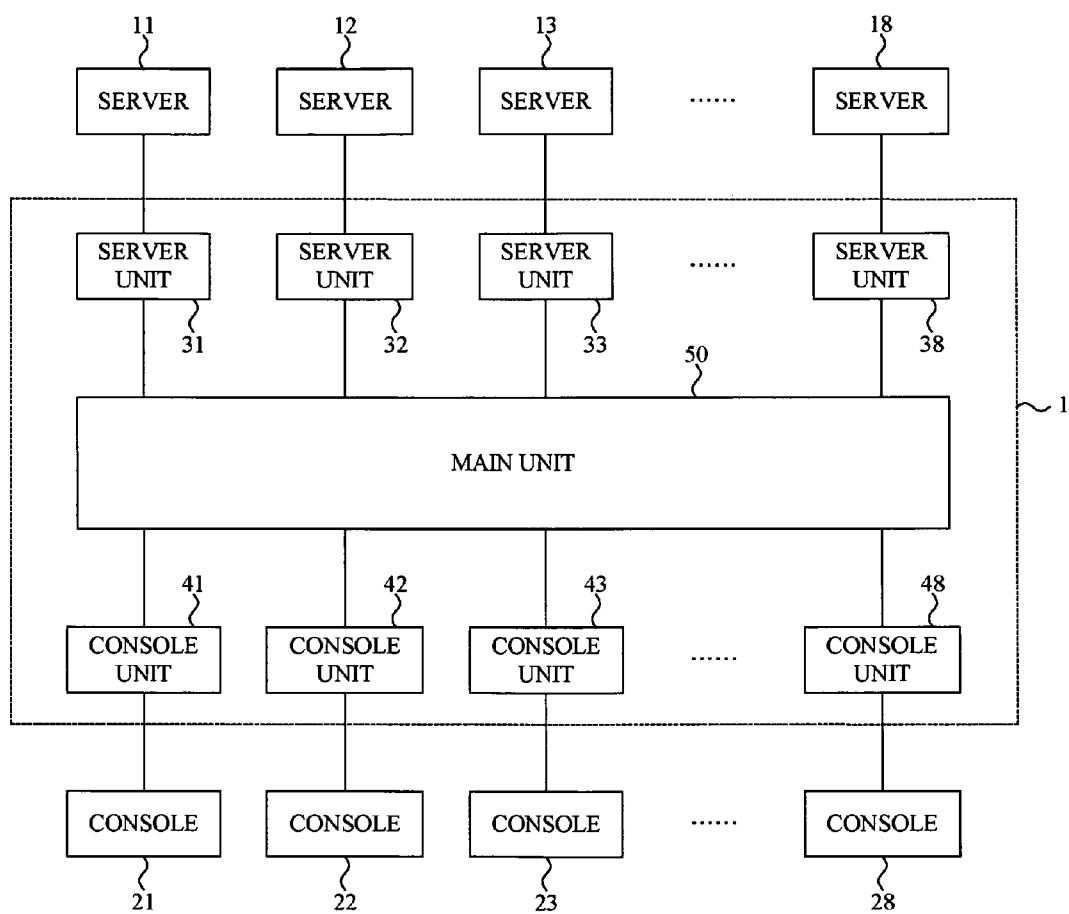 11 12 13 18
SERVER SERVER SERVER ...... SERVER
SERVER UNIT SERVER UNIT SERVER UNIT ...... SERVER UNIT
31 32 33 38
50
1
MAIN UNIT
41 42 43 48
CONSOLE UNIT CONSOLE UNIT CONSOLE UNIT ...... CONSOLE UNIT
CONSOLE CONSOLE CONSOLE ...... CONSOLE
21 22 23 28